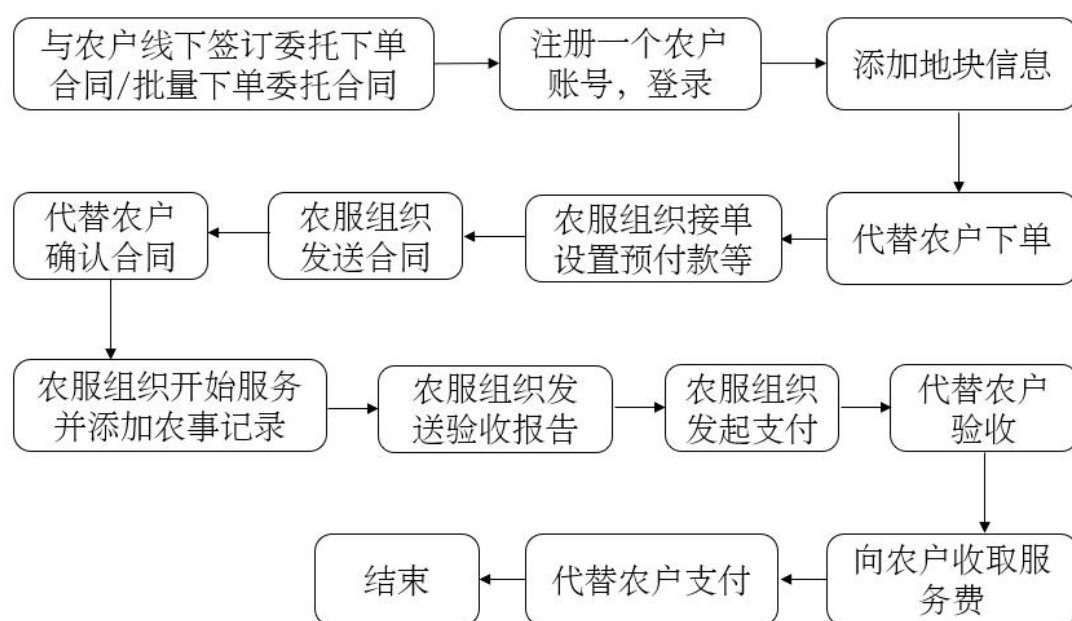 与农户线下签订委托下单
合同/批量下单委托合同
注册一个农户
账号，登录
添加地块信息
代替农户下单
农服组织接单
设置预付款等
农服组织
发送合同
代替农户
确认合同
农服组织开始服务
并添加农事记录
农服组织发
送验收报告
农服组织
发起支付
代替农户
验收
向农户收取服
务费
代替农户支付
结束